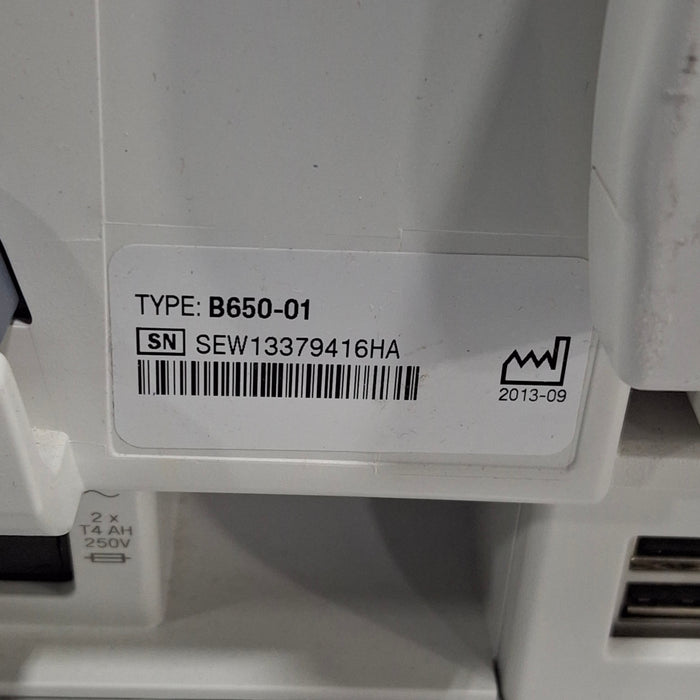 TYPE: B650-01
SN SEW13379416HA
2013-09
2 x
T4 AH
250V